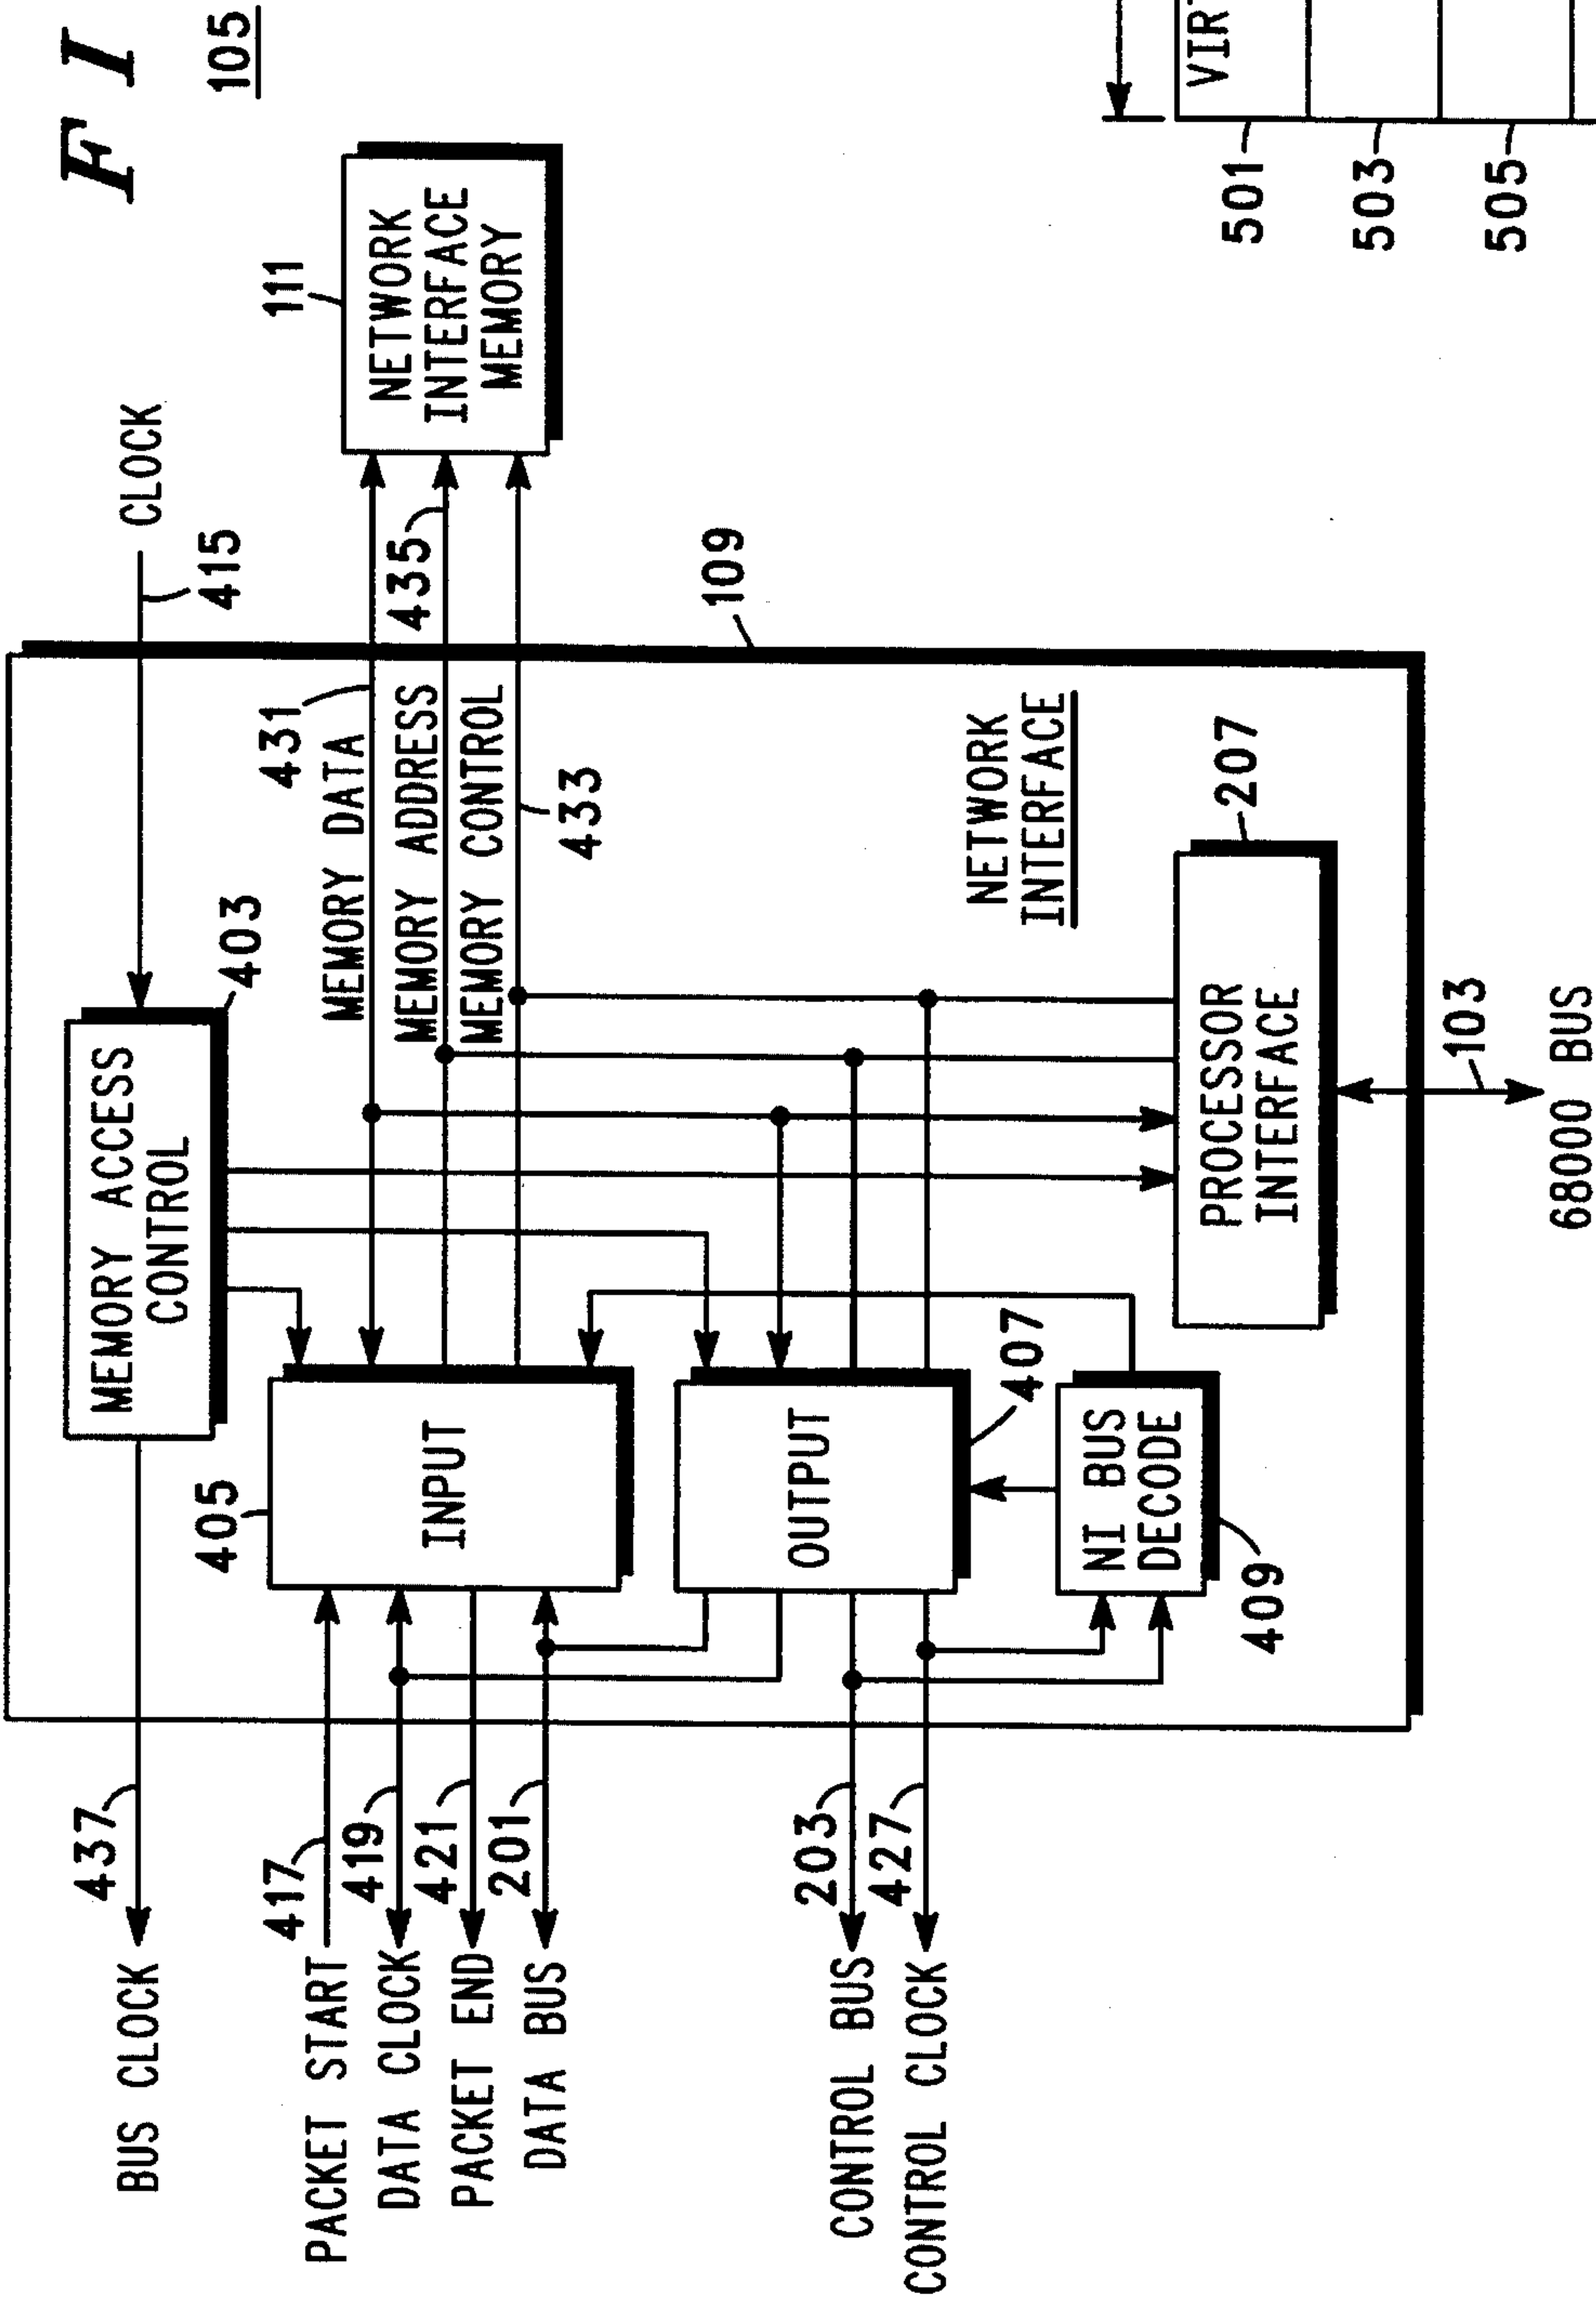 F I
105
CLOCK
415
111
NETWORK
INTERFACE
MEMORY
437
BUS CLOCK
MEMORY ACCESS
CONTROL
403
431
435
MEMORY DATA
MEMORY ADDRESS
MEMORY CONTROL
433
109
405
INPUT
417
PACKET START
419
DATA CLOCK
421
PACKET END
201
DATA BUS
NETWORK
INTERFACE
OUTPUT
407
203
CONTROL BUS
427
CONTROL CLOCK
NI BUS
DECODE
409
207
PROCESSOR
INTERFACE
103
68000 BUS
VIRT
501
503
505